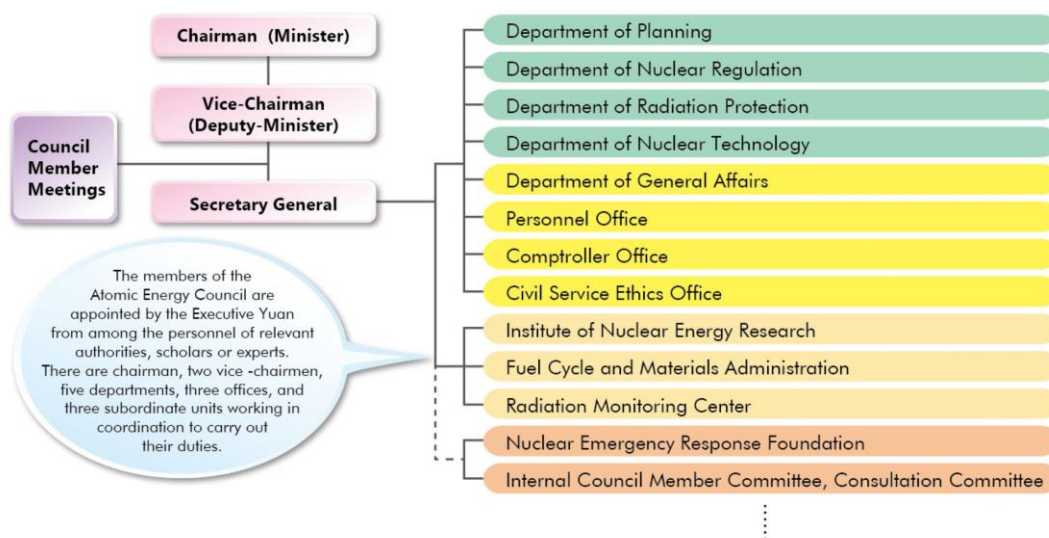 Chairman (Minister)
Vice-Chairman
(Deputy-Minister)
Council
Member
Meetings
Secretary General
The members of the
Atomic Energy Council are
appointed by the Executive Yuan
from among the personnel of relevant
authorities, scholars or experts.
There are chairman, two vice -chairmen,
five departments, three offices, and
three subordinate units working in
coordination to carry out
their duties.
Department of Planning
Department of Nuclear Regulation
Department of Radiation Protection
Department of Nuclear Technology
Department of General Affairs
Personnel Office
Comptroller Office
Civil Service Ethics Office
Institute of Nuclear Energy Research
Fuel Cycle and Materials Administration
Radiation Monitoring Center
Nuclear Emergency Response Foundation
Internal Council Member Committee, Consultation Committee